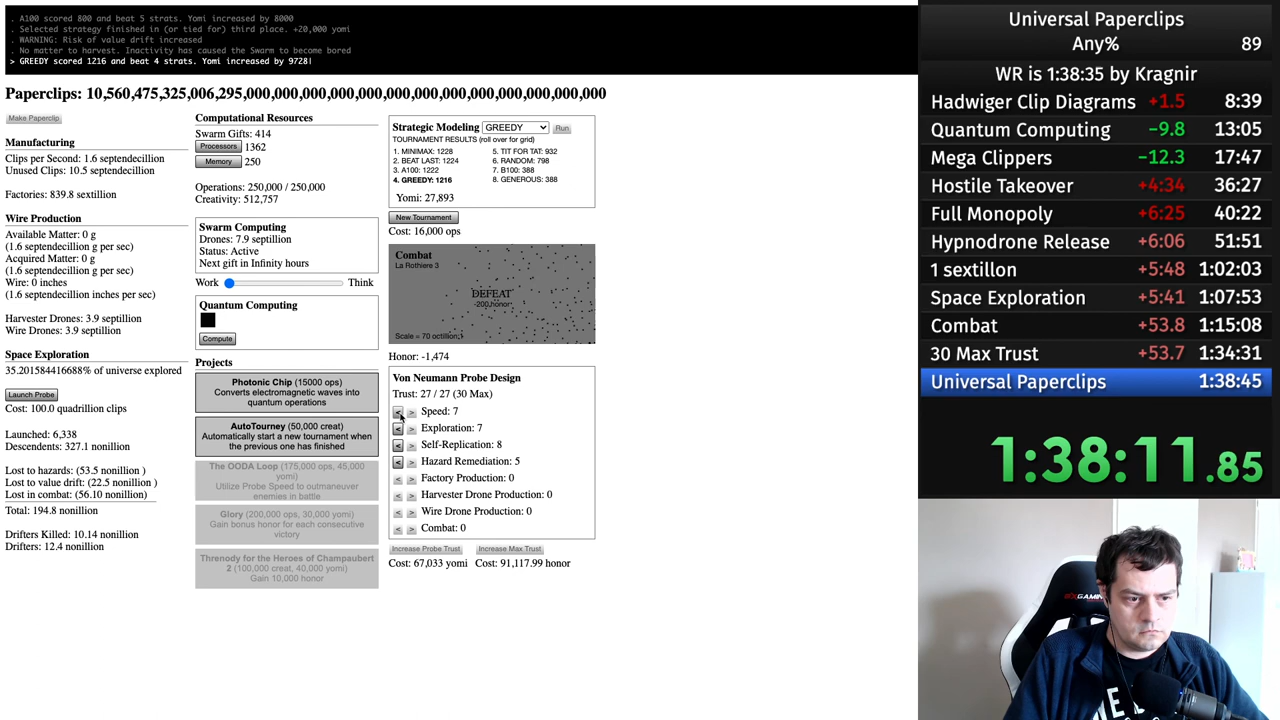 . A100 scored 800 and beat 5 strats. Yomi increased by 8000
. Selected strategy finished in (or tied for) third place. +20,000 yomi
. WARNING: Risk of value drift increased
. No matter to harvest. Inactivity has caused the Swarm to become bored
> GREEDY scored 1216 and beat 4 strats. Yomi increased by 9728|
Paperclips: 10,560,475,325,006,295,000,000,000,000,000,000,000,000,000,000,000,000,000
Make Paperclip
Manufacturing
Clips per Second: 1.6 septendecillion
Unused Clips: 10.5 septendecillion
Factories: 839.8 sextillion
Wire Production
Available Matter: 0 g
(1.6 septendecillion g per sec)
Acquired Matter: 0 g
(1.6 septendecillion g per sec)
Wire: 0 inches
(1.6 septendecillion inches per sec)
Harvester Drones: 3.9 septillion
Wire Drones: 3.9 septillion
Space Exploration
35.201584416688% of universe explored
Launch Probe
Cost: 100.0 quadrillion clips
Launched: 6,338
Descendents: 327.1 nonillion
Lost to hazards: (53.5 nonillion )
Lost to value drift: (22.5 nonillion )
Lost in combat: (56.10 nonillion)
Total: 194.8 nonillion
Drifters Killed: 10.14 nonillion
Drifters: 12.4 nonillion
Computational Resources
Swarm Gifts: 414
Processors 1362
Memory 250
Operations: 250,000 / 250,000
Creativity: 512,757
Swarm Computing
Drones: 7.9 septillion
Status: Active
Next gift in Infinity hours
Work Think
Quantum Computing
Compute
Projects
Photonic Chip (15000 ops)
Converts electromagnetic waves into
quantum operations
AutoTourney (50,000 creat)
Automatically start a new tournament when
the previous one has finished
The OODA Loop (175,000 ops, 45,000
yomi)
Utilize Probe Speed to outmaneuver
enemies in battle
Glory (200,000 ops, 30,000 yomi)
Gain bonus honor for each consecutive
victory
Threnody for the Heroes of Champaubert
2 (100,000 creat, 40,000 yomi)
Gain 10,000 honor
Strategic Modeling GREEDY Run
TOURNAMENT RESULTS (roll over for grid)
1. MINIMAX: 1228 5. TIT FOR TAT: 932
2. BEAT LAST: 1224 6. RANDOM: 798
3. A100: 1222 7. B100: 388
4. GREEDY: 1216 8. GENEROUS: 388
Yomi: 27,893
New Tournament
Cost: 16,000 ops
Combat
La Rothiere 3
DEFEAT
-200 honor
Scale = 70 octillion:1
Honor: -1,474
Von Neumann Probe Design
Trust: 27 / 27 (30 Max)
< > Speed: 7
< > Exploration: 7
< > Self-Replication: 8
< > Hazard Remediation: 5
< > Factory Production: 0
< > Harvester Drone Production: 0
< > Wire Drone Production: 0
< > Combat: 0
Increase Probe Trust Increase Max Trust
Cost: 67,033 yomi Cost: 91,117.99 honor
Universal Paperclips
Any% 89
WR is 1:38:35 by Kragnir
Hadwiger Clip Diagrams +1.5 8:39
Quantum Computing −9.8 13:05
Mega Clippers −12.3 17:47
Hostile Takeover +4:34 36:27
Full Monopoly +6:25 40:22
Hypnodrone Release +6:06 51:51
1 sextillon +5:48 1:02:03
Space Exploration +5:41 1:07:53
Combat +53.8 1:15:08
30 Max Trust +53.7 1:34:31
Universal Paperclips 1:38:45
1:38:11.85